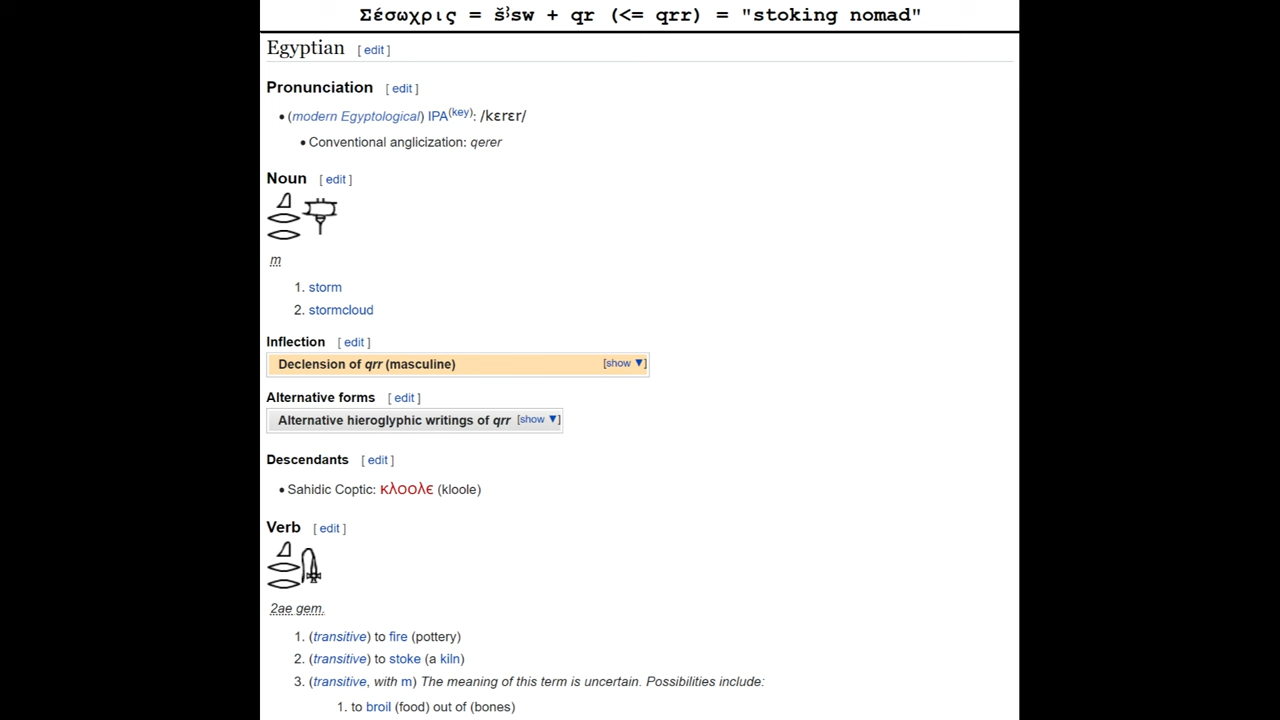 Σέσωχρις = šꜣsw + qr (<= qrr) = "stoking nomad"
Egyptian [ edit ]
Pronunciation [ edit ]
• (modern Egyptological) IPA(key): /kɛrɛr/
• Conventional anglicization: qerer
Noun [ edit ]
m
1. storm
2. stormcloud
Inflection [ edit ]
Declension of qrr (masculine) [show ▼]
Alternative forms [ edit ]
Alternative hieroglyphic writings of qrr [show ▼]
Descendants [ edit ]
• Sahidic Coptic: ⲕⲗⲟⲟⲗⲉ (kloole)
Verb [ edit ]
2ae gem.
1. (transitive) to fire (pottery)
2. (transitive) to stoke (a kiln)
3. (transitive, with m) The meaning of this term is uncertain. Possibilities include:
1. to broil (food) out of (bones)